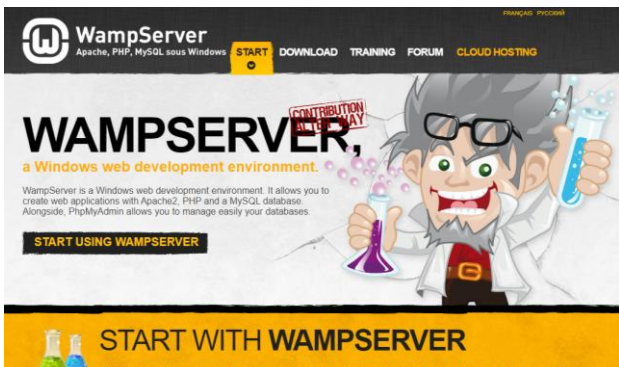 FRANÇAIS РУССКИЙ
WampServer
Apache, PHP, MySQL sous Windows
START DOWNLOAD TRAINING FORUM CLOUD HOSTING
CONTRIBUTION
ALTER WAY
WAMPSERVER,
a Windows web development environment.
WampServer is a Windows web development environment. It allows you to
create web applications with Apache2, PHP and a MySQL database.
Alongside, PhpMyAdmin allows you to manage easily your databases.
START USING WAMPSERVER
START WITH WAMPSERVER